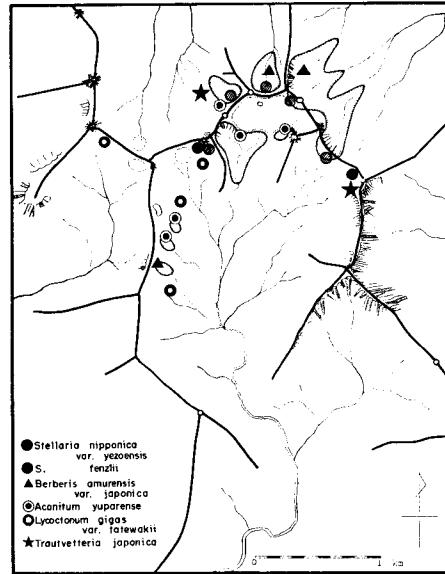 Stellaria nipponica
var. yezoensis
S. fenzlii
Berberis amurensis
var. japonica
Aconitum yuparense
Lycoctonum gigas
var. tatewakii
Trautvetteria japonica
0 1 km